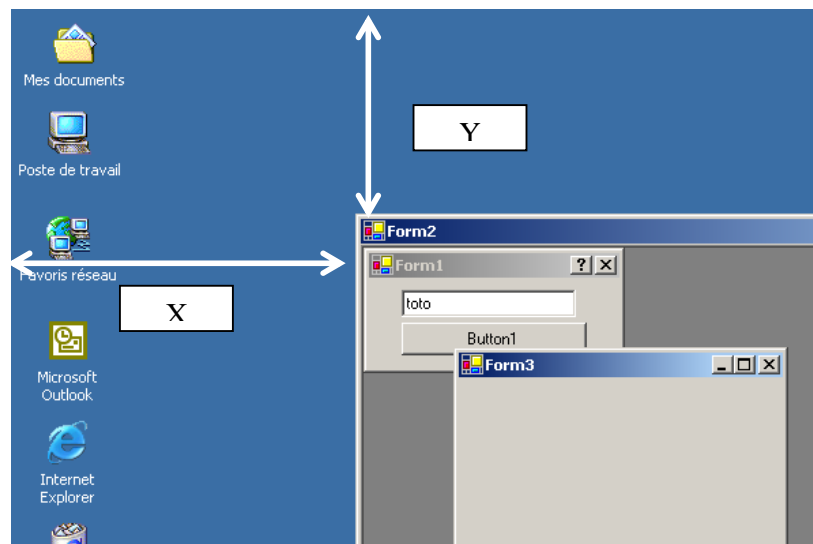 Mes documents
Y
Poste de travail
Form2
Favoris réseau
Form1
toto
X
Button1
Form3
Microsoft
Outlook
Internet
Explorer